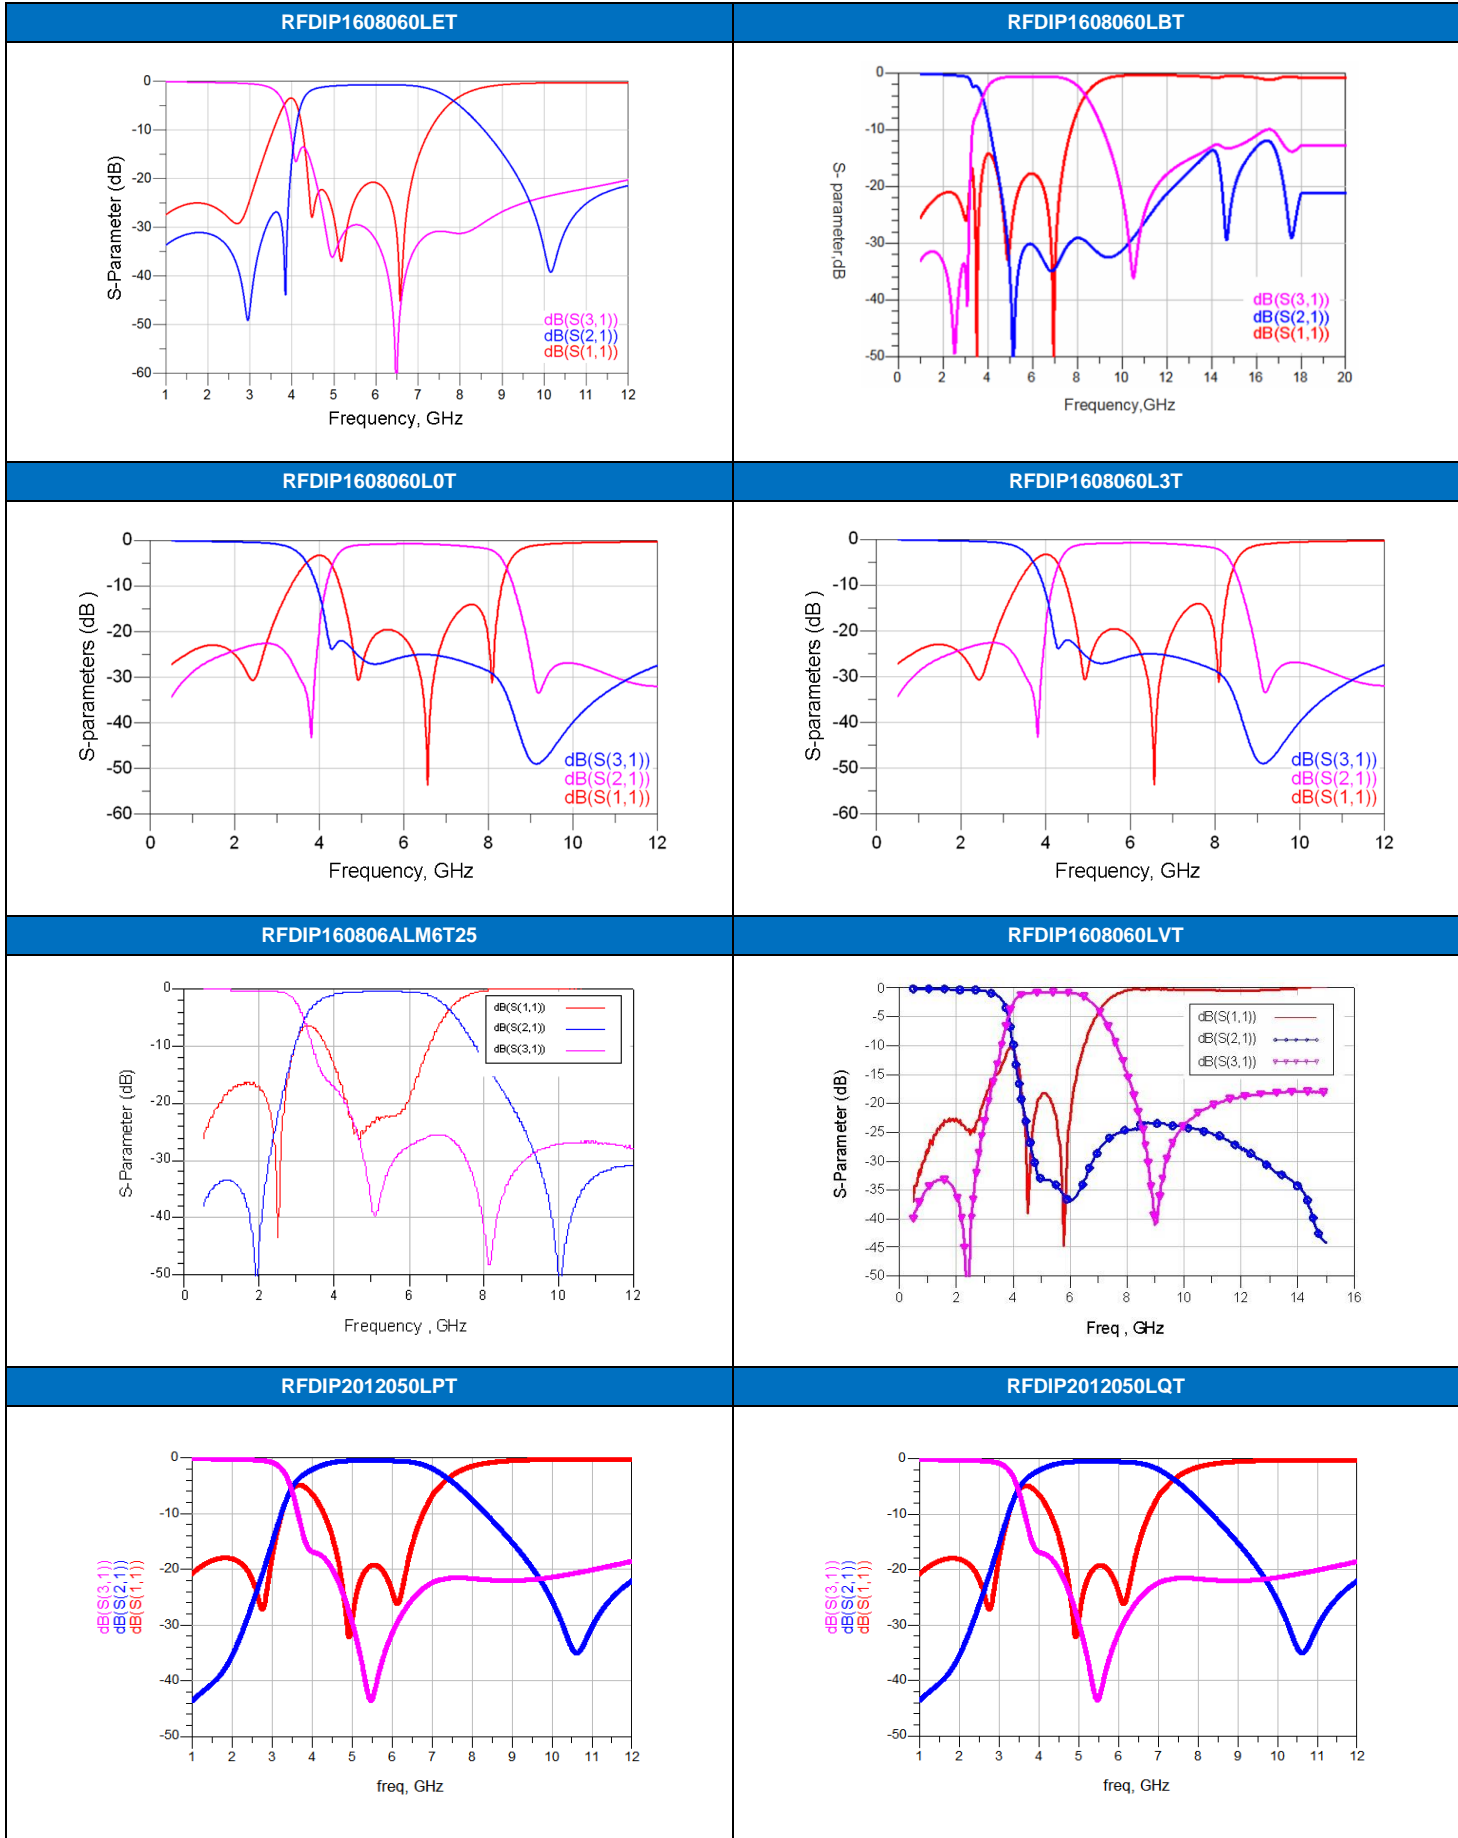 RFDIP1608060LET
0
-10
-20
-30
-40
-50
-60
S-Parameter (dB)
dB(S(3,1))
dB(S(2,1))
dB(S(1,1))
1 2 3 4 5 6 7 8 9 10 11 12
Frequency, GHz
RFDIP1608060LBT
0
-10
-20
-30
-40
-50
S- parameter,dB
dB(S(3,1))
dB(S(2,1))
dB(S(1,1))
0 2 4 6 8 10 12 14 16 18 20
Frequency,GHz
RFDIP1608060L0T
0
-10
-20
-30
-40
-50
-60
S-parameters (dB )
dB(S(3,1))
dB(S(2,1))
dB(S(1,1))
0 2 4 6 8 10 12
Frequency, GHz
RFDIP1608060L3T
0
-10
-20
-30
-40
-50
-60
S-parameters (dB )
dB(S(3,1))
dB(S(2,1))
dB(S(1,1))
0 2 4 6 8 10 12
Frequency, GHz
RFDIP160806ALM6T25
0
-10
-20
-30
-40
-50
S-Parameter (dB)
dB(S(1,1))
dB(S(2,1))
dB(S(3,1))
0 2 4 6 8 10 12
Frequency , GHz
RFDIP1608060LVT
0
-5
-10
-15
-20
-25
-30
-35
-40
-45
-50
S-Parameter (dB)
dB(S(1,1))
dB(S(2,1))
dB(S(3,1))
0 2 4 6 8 10 12 14 16
Freq , GHz
RFDIP2012050LPT
0
-10
-20
-30
-40
-50
dB(S(3,1))
dB(S(2,1))
dB(S(1,1))
1 2 3 4 5 6 7 8 9 10 11 12
freq, GHz
RFDIP2012050LQT
0
-10
-20
-30
-40
-50
dB(S(3,1))
dB(S(2,1))
dB(S(1,1))
1 2 3 4 5 6 7 8 9 10 11 12
freq, GHz